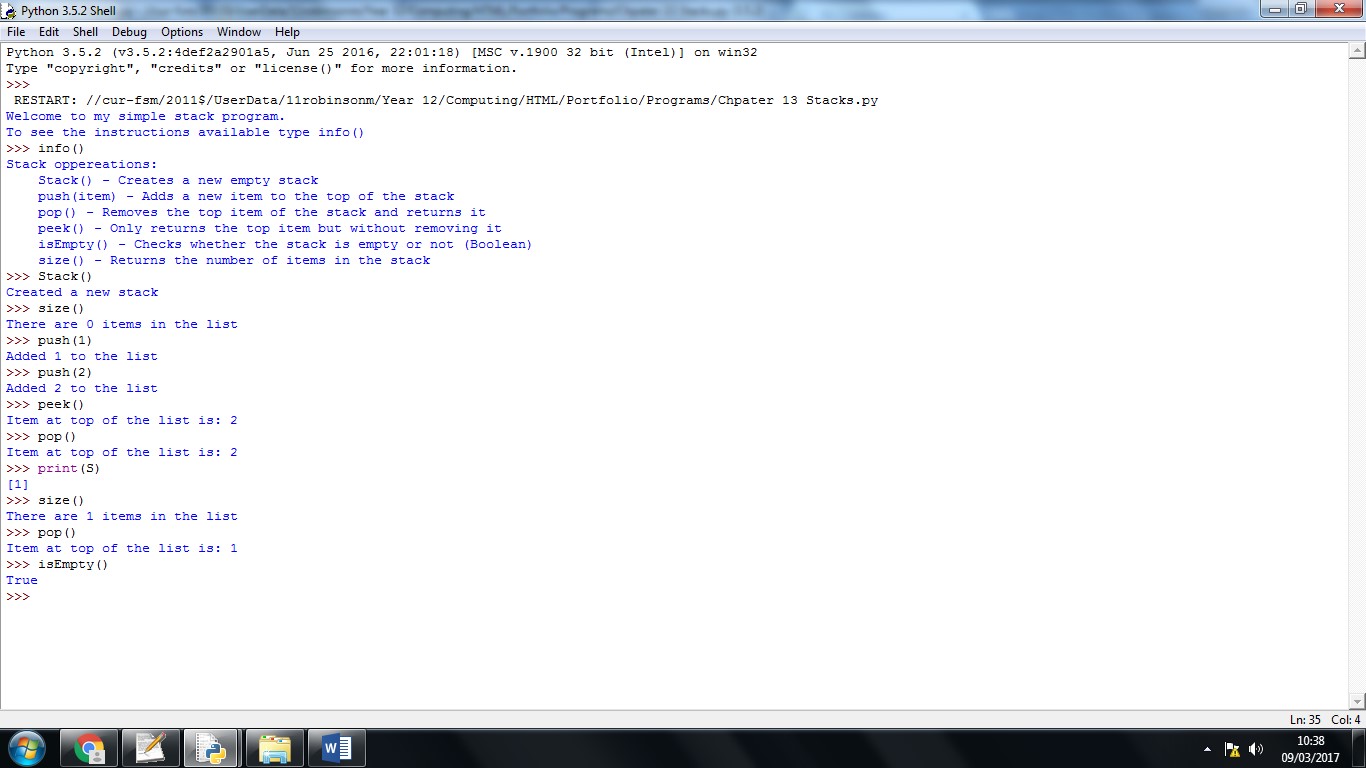 Python 3.5.2 Shell
File Edit Shell Debug Options Window Help
Python 3.5.2 (v3.5.2:4def2a2901a5, Jun 25 2016, 22:01:18) [MSC v.1900 32 bit (Intel)] on win32
Type "copyright", "credits" or "license()" for more information.
>>>
RESTART: //cur-fsm/2011$/UserData/11robinsonm/Year 12/Computing/HTML/Portfolio/Programs/Chpater 13 Stacks.py
Welcome to my simple stack program.
To see the instructions available type info()
>>> info()
Stack oppereations:
    Stack() - Creates a new empty stack
    push(item) - Adds a new item to the top of the stack
    pop() - Removes the top item of the stack and returns it
    peek() - Only returns the top item but without removing it
    isEmpty() - Checks whether the stack is empty or not (Boolean)
    size() - Returns the number of items in the stack
>>> Stack()
Created a new stack
>>> size()
There are 0 items in the list
>>> push(1)
Added 1 to the list
>>> push(2)
Added 2 to the list
>>> peek()
Item at top of the list is: 2
>>> pop()
Item at top of the list is: 2
>>> print(S)
[1]
>>> size()
There are 1 items in the list
>>> pop()
Item at top of the list is: 1
>>> isEmpty()
True
>>>
Ln: 35 Col: 4
W
10:38
09/03/2017